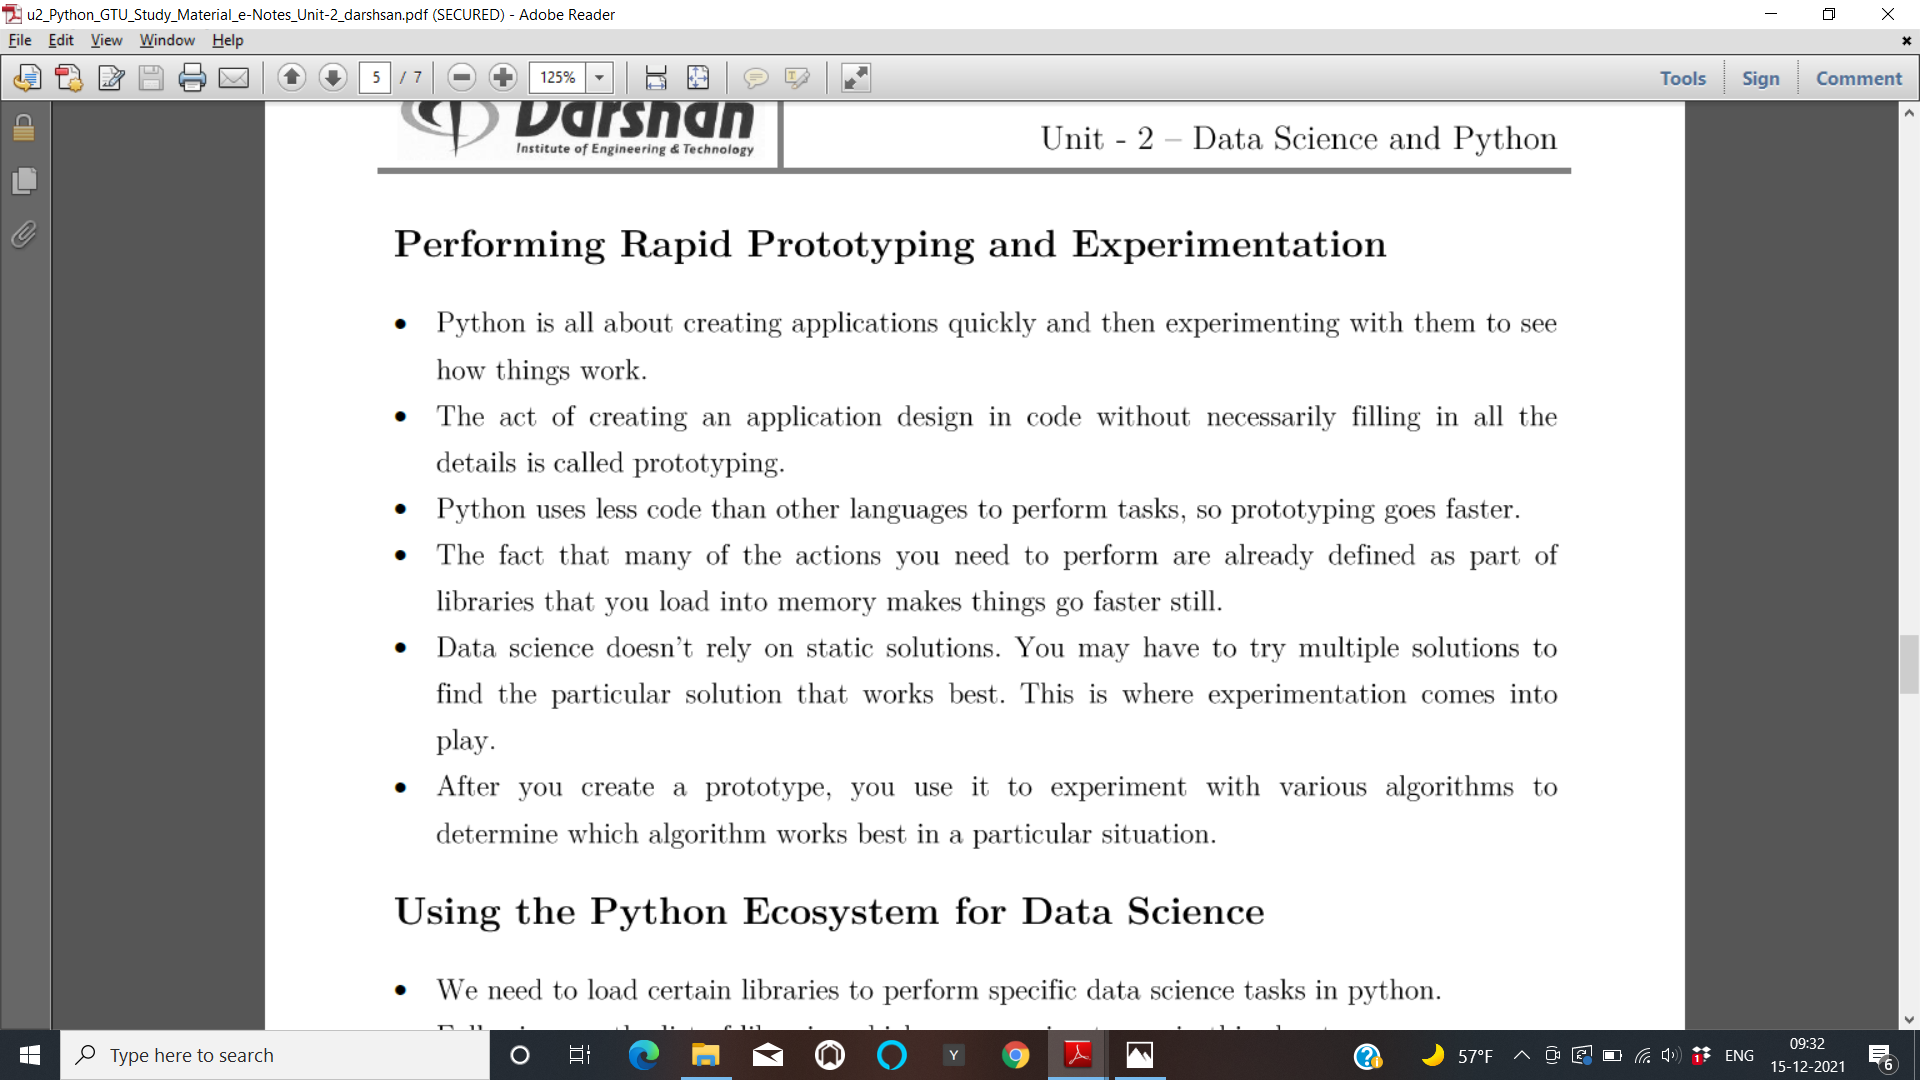 u2_Python_GTU_Study_Material_e-Notes_Unit-2_darshsan.pdf (SECURED) - Adobe Reader
File Edit View Window Help
5 / 7 125% Tools Sign Comment
Darshan
Institute of Engineering & Technology
Unit - 2 – Data Science and Python
Performing Rapid Prototyping and Experimentation
• Python is all about creating applications quickly and then experimenting with them to see
how things work.
• The act of creating an application design in code without necessarily filling in all the
details is called prototyping.
• Python uses less code than other languages to perform tasks, so prototyping goes faster.
• The fact that many of the actions you need to perform are already defined as part of
libraries that you load into memory makes things go faster still.
• Data science doesn't rely on static solutions. You may have to try multiple solutions to
find the particular solution that works best. This is where experimentation comes into
play.
• After you create a prototype, you use it to experiment with various algorithms to
determine which algorithm works best in a particular situation.
Using the Python Ecosystem for Data Science
• We need to load certain libraries to perform specific data science tasks in python.
Type here to search
Y
57°F
1
ENG
09:32
15-12-2021
6